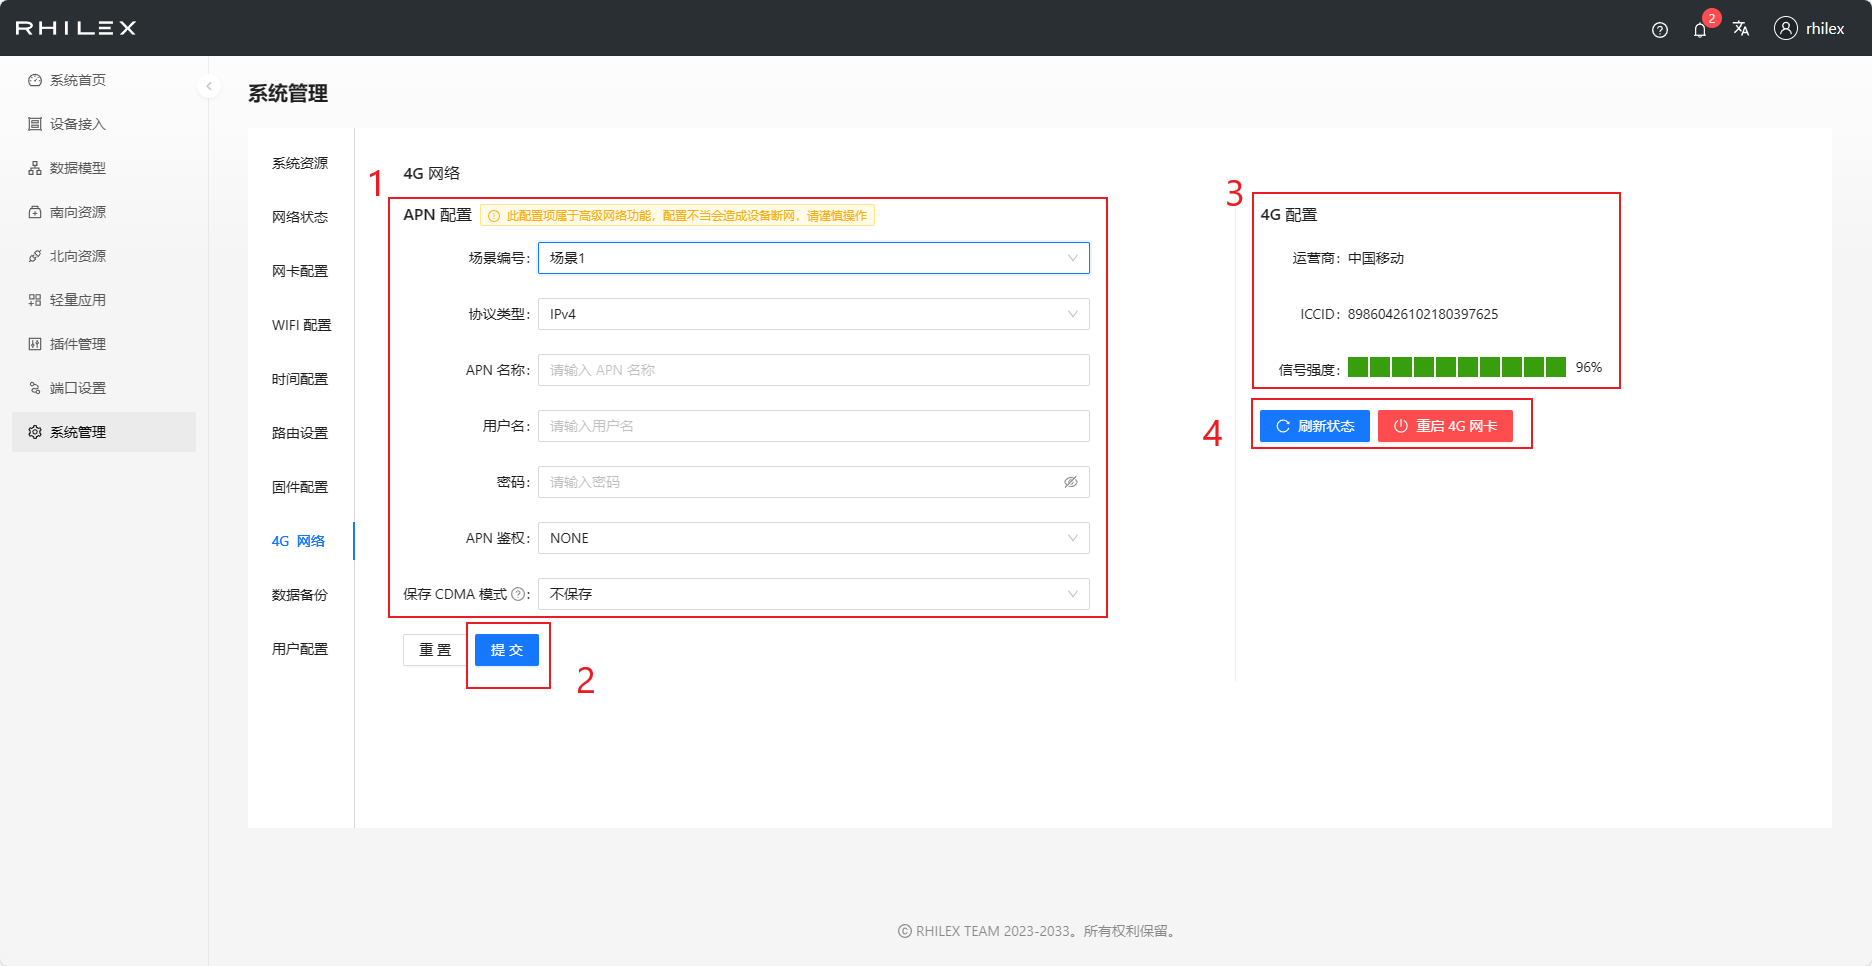 RHILEX
2
rhilex
系统首页
设备接入
数据模型
南向资源
北向资源
轻量应用
插件管理
端口设置
系统管理
系统管理
系统资源
网络状态
网卡配置
WIFI 配置
时间配置
路由设置
固件配置
4G 网络
数据备份
用户配置
1
4G 网络
APN 配置 此配置项属于高级网络功能，配置不当会造成设备断网，请谨慎操作
场景编号: 场景1
协议类型: IPv4
APN 名称: 请输入 APN 名称
用户名: 请输入用户名
密码: 请输入密码
APN 鉴权: NONE
保存 CDMA 模式 ? : 不保存
重 置 提 交
2
3
4G 配置
运营商: 中国移动
ICCID: 89860426102180397625
信号强度: 96%
4
刷新状态 重启 4G 网卡
© RHILEX TEAM 2023-2033。所有权利保留。